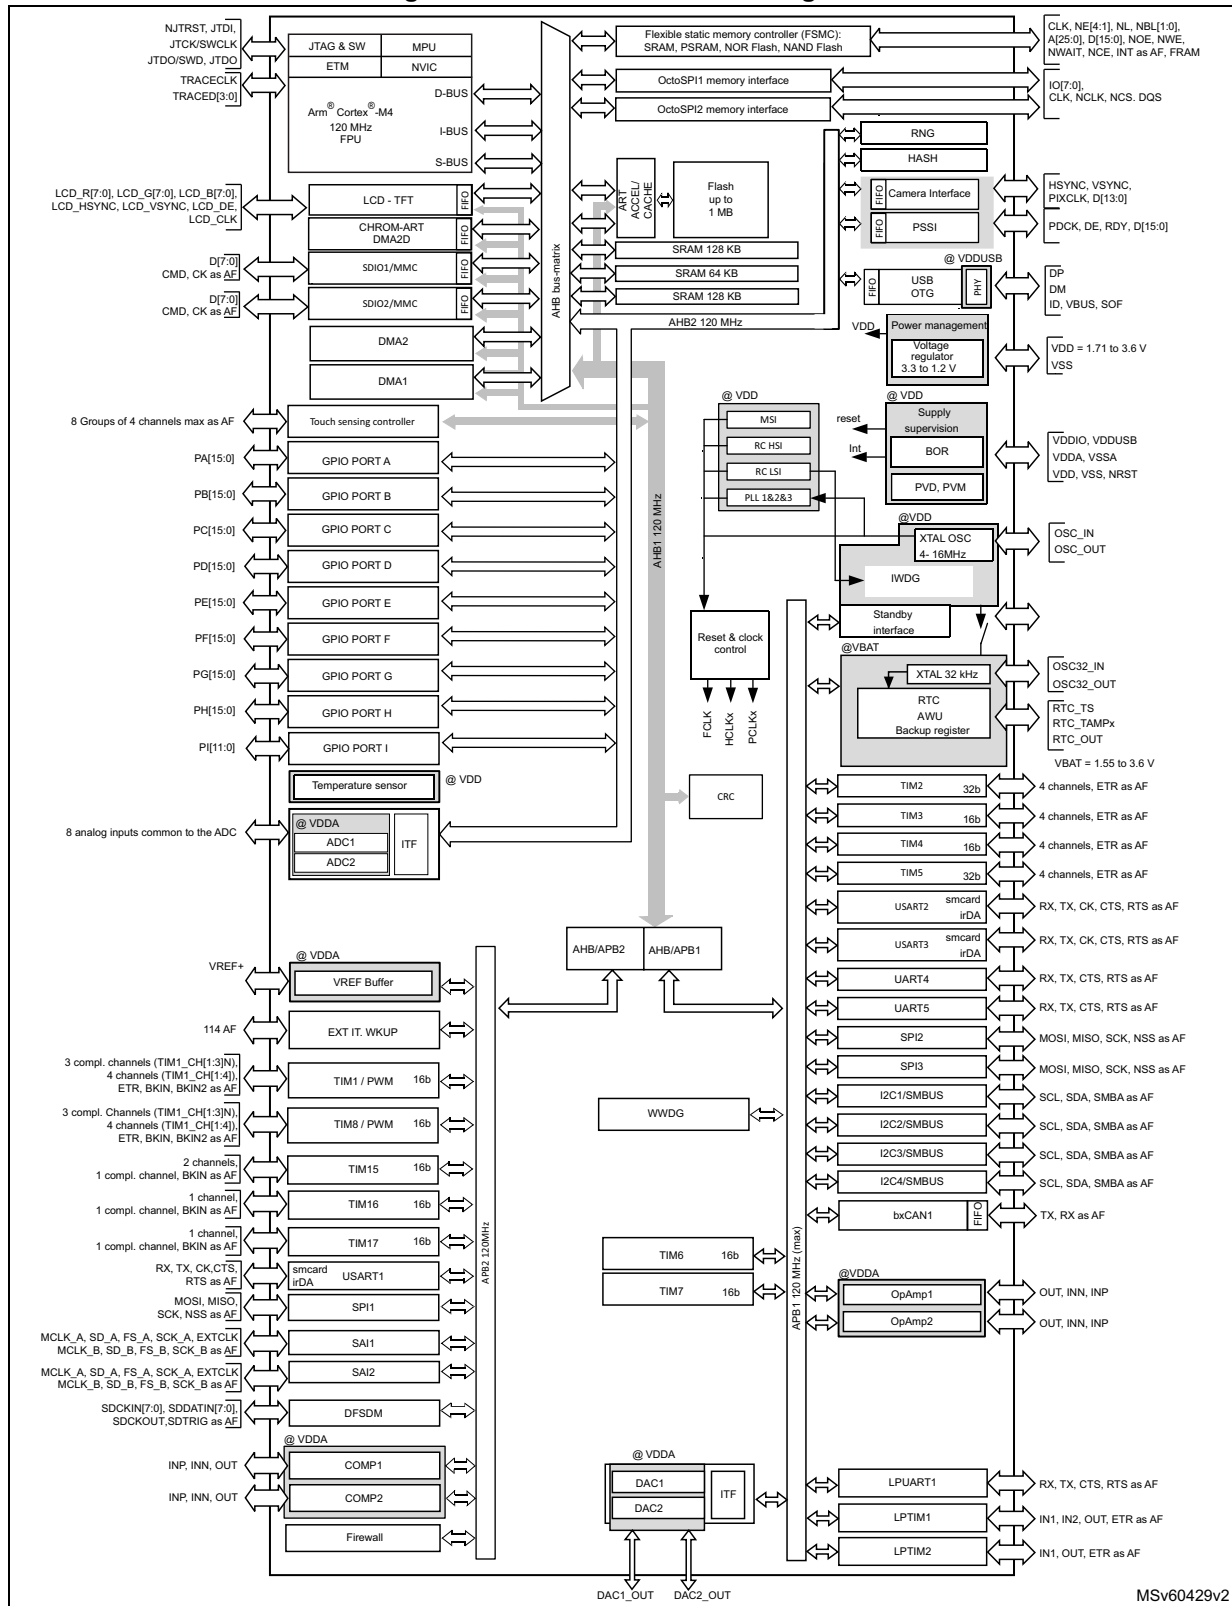 NJTRST, JTDI,
JTCK/SWCLK
JTDO/SWD, JTDO
TRACECLK
TRACED[3:0]
JTAG & SW
MPU
ETM
NVIC
Arm® Cortex®-M4
120 MHz
FPU
D-BUS
I-BUS
S-BUS
Flexible static memory controller (FSMC):
SRAM, PSRAM, NOR Flash, NAND Flash
CLK, NE[4:1], NL, NBL[1:0],
A[25:0], D[15:0], NOE, NWE,
NWAIT, NCE, INT as AF, FRAM
OctoSPI1 memory interface
OctoSPI2 memory interface
IO[7:0],
CLK, NCLK, NCS. DQS
RNG
HASH
FIFO
Camera Interface
HSYNC, VSYNC,
PIXCLK, D[13:0]
FIFO
PSSI
PDCK, DE, RDY, D[15:0]
@ VDDUSB
FIFO
USB
OTG
PHY
DP
DM
ID, VBUS, SOF
ART
ACCEL/
CACHE
Flash
up to
1 MB
SRAM 128 KB
SRAM 64 KB
SRAM 128 KB
AHB bus-matrix
AHB2 120 MHz
LCD_R[7:0], LCD_G[7:0], LCD_B[7:0],
LCD_HSYNC, LCD_VSYNC, LCD_DE,
LCD_CLK
LCD - TFT
FIFO
CHROM-ART
DMA2D
FIFO
D[7:0]
CMD, CK as AF
SDIO1/MMC
FIFO
D[7:0]
CMD, CK as AF
SDIO2/MMC
FIFO
DMA2
DMA1
VDD
Power management
Voltage
regulator
3.3 to 1.2 V
VDD = 1.71 to 3.6 V
VSS
8 Groups of 4 channels max as AF
Touch sensing controller
PA[15:0]
GPIO PORT A
PB[15:0]
GPIO PORT B
PC[15:0]
GPIO PORT C
PD[15:0]
GPIO PORT D
PE[15:0]
GPIO PORT E
PF[15:0]
GPIO PORT F
PG[15:0]
GPIO PORT G
PH[15:0]
GPIO PORT H
PI[11:0]
GPIO PORT I
AHB1 120 MHz
@ VDD
MSI
RC HSI
RC LSI
PLL 1&2&3
@ VDD
reset
Int
Supply
supervision
BOR
PVD, PVM
VDDIO, VDDUSB
VDDA, VSSA
VDD, VSS, NRST
@VDD
XTAL OSC
4- 16MHz
IWDG
OSC_IN
OSC_OUT
Standby
interface
Reset & clock
control
FCLK
HCLKx
PCLKx
@VBAT
XTAL 32 kHz
RTC
AWU
Backup register
OSC32_IN
OSC32_OUT
RTC_TS
RTC_TAMPx
RTC_OUT
VBAT = 1.55 to 3.6 V
Temperature sensor
@ VDD
8 analog inputs common to the ADC
@ VDDA
ADC1
ADC2
ITF
CRC
TIM2
32b
4 channels, ETR as AF
TIM3
16b
4 channels, ETR as AF
TIM4
16b
4 channels, ETR as AF
TIM5
32b
4 channels, ETR as AF
USART2
smcard
irDA
RX, TX, CK, CTS, RTS as AF
USART3
smcard
irDA
RX, TX, CK, CTS, RTS as AF
UART4
RX, TX, CTS, RTS as AF
UART5
RX, TX, CTS, RTS as AF
SPI2
MOSI, MISO, SCK, NSS as AF
SPI3
MOSI, MISO, SCK, NSS as AF
I2C1/SMBUS
SCL, SDA, SMBA as AF
I2C2/SMBUS
SCL, SDA, SMBA as AF
I2C3/SMBUS
SCL, SDA, SMBA as AF
I2C4/SMBUS
SCL, SDA, SMBA as AF
bxCAN1
FIFO
TX, RX as AF
@VDDA
OpAmp1
OUT, INN, INP
OpAmp2
OUT, INN, INP
LPUART1
RX, TX, CTS, RTS as AF
LPTIM1
IN1, IN2, OUT, ETR as AF
LPTIM2
IN1, OUT, ETR as AF
AHB/APB2
AHB/APB1
APB1 120 MHz (max)
APB2 120MHz
WWDG
TIM6
16b
TIM7
16b
@ VDDA
DAC1
DAC2
ITF
DAC1_OUT
DAC2_OUT
VREF+
@ VDDA
VREF Buffer
114 AF
EXT IT. WKUP
3 compl. channels (TIM1_CH[1:3]N),
4 channels (TIM1_CH[1:4]),
ETR, BKIN, BKIN2 as AF
TIM1 / PWM
16b
3 compl. Channels (TIM1_CH[1:3]N),
4 channels (TIM1_CH[1:4]),
ETR, BKIN, BKIN2 as AF
TIM8 / PWM
16b
2 channels,
1 compl. channel, BKIN as AF
TIM15
16b
1 channel,
1 compl. channel, BKIN as AF
TIM16
16b
1 channel,
1 compl. channel, BKIN as AF
TIM17
16b
RX, TX, CK,CTS,
RTS as AF
smcard
irDA
USART1
MOSI, MISO,
SCK, NSS as AF
SPI1
MCLK_A, SD_A, FS_A, SCK_A, EXTCLK
MCLK_B, SD_B, FS_B, SCK_B as AF
SAI1
MCLK_A, SD_A, FS_A, SCK_A, EXTCLK
MCLK_B, SD_B, FS_B, SCK_B as AF
SAI2
SDCKIN[7:0], SDDATIN[7:0],
SDCKOUT,SDTRIG as AF
DFSDM
@ VDDA
INP, INN, OUT
COMP1
INP, INN, OUT
COMP2
Firewall
MSv60429v2